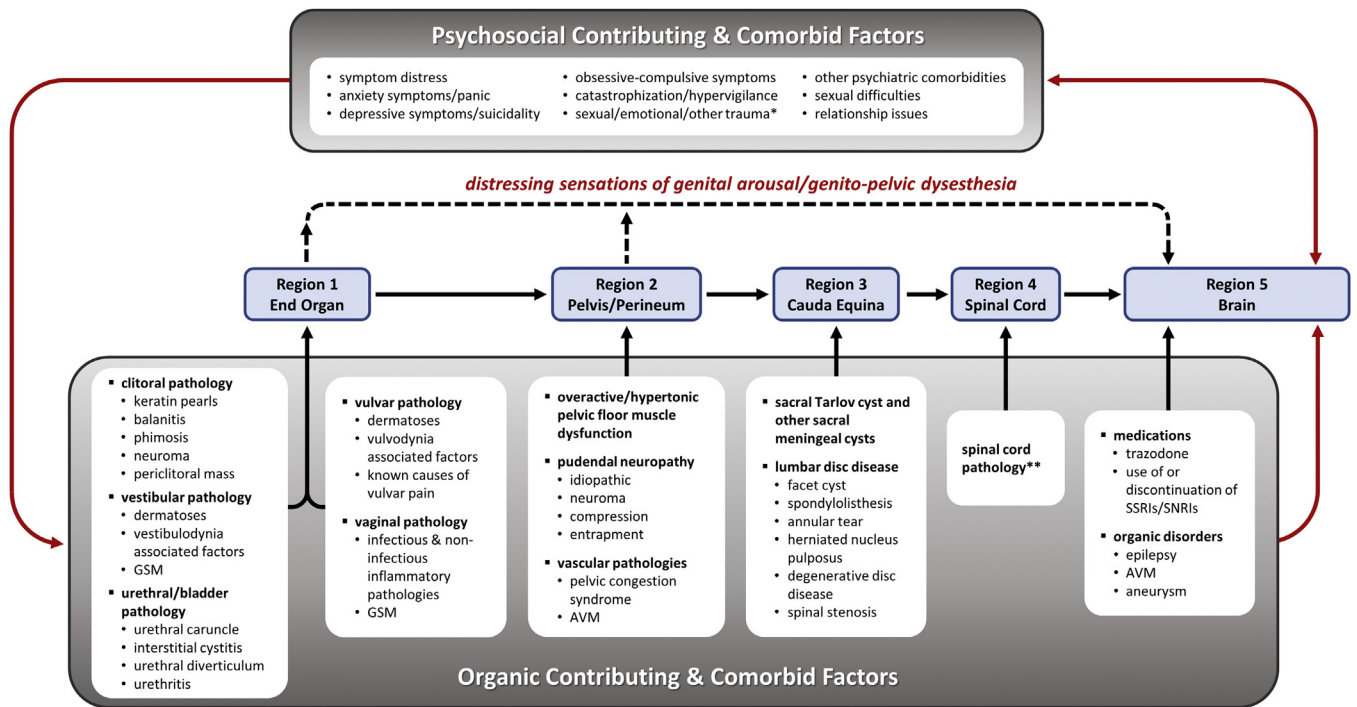 Psychosocial Contributing & Comorbid Factors
• symptom distress
• anxiety symptoms/panic
• depressive symptoms/suicidality
• obsessive-compulsive symptoms
• catastrophization/hypervigilance
• sexual/emotional/other trauma*
• other psychiatric comorbidities
• sexual difficulties
• relationship issues
distressing sensations of genital arousal/genito-pelvic dysesthesia
Region 1
End Organ
Region 2
Pelvis/Perineum
Region 3
Cauda Equina
Region 4
Spinal Cord
Region 5
Brain
▪ clitoral pathology
• keratin pearls
• balanitis
• phimosis
• neuroma
• periclitoral mass
▪ vestibular pathology
• dermatoses
• vestibulodynia
associated factors
• GSM
▪ urethral/bladder
pathology
• urethral caruncle
• interstitial cystitis
• urethral diverticulum
• urethritis
▪ vulvar pathology
• dermatoses
• vulvodynia
associated factors
• known causes of
vulvar pain
▪ vaginal pathology
• infectious & non-
infectious
inflammatory
pathologies
• GSM
▪ overactive/hypertonic
pelvic floor muscle
dysfunction
▪ pudendal neuropathy
• idiopathic
• neuroma
• compression
• entrapment
▪ vascular pathologies
• pelvic congestion
syndrome
• AVM
▪ sacral Tarlov cyst and
other sacral
meningeal cysts
▪ lumbar disc disease
• facet cyst
• spondylolisthesis
• annular tear
• herniated nucleus
pulposus
• degenerative disc
disease
• spinal stenosis
spinal cord
pathology**
▪ medications
• trazodone
• use of or
discontinuation of
SSRIs/SNRIs
▪ organic disorders
• epilepsy
• AVM
• aneurysm
Organic Contributing & Comorbid Factors